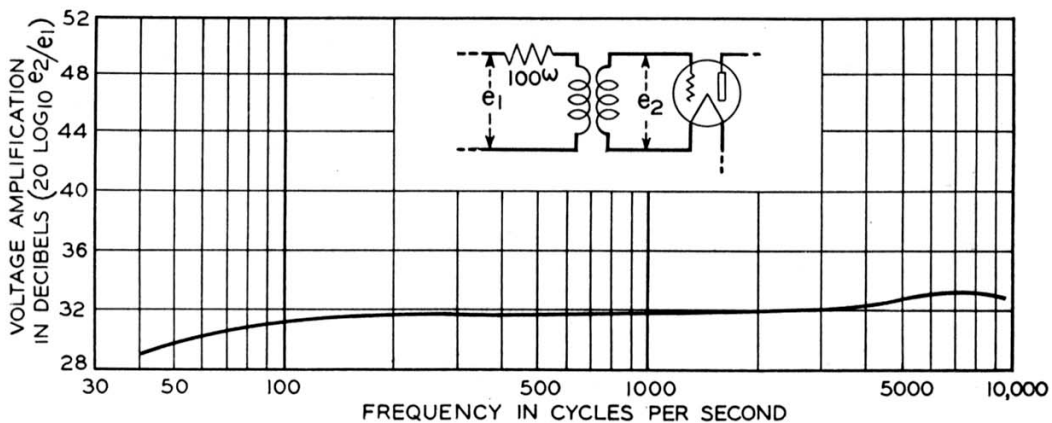 VOLTAGE AMPLIFICATION
IN DECIBELS (20 LOG10 e2/e1)
52
48
44
40
36
32
28
100ω
e1
e2
30 50 100 500 1000 5000 10,000
FREQUENCY IN CYCLES PER SECOND